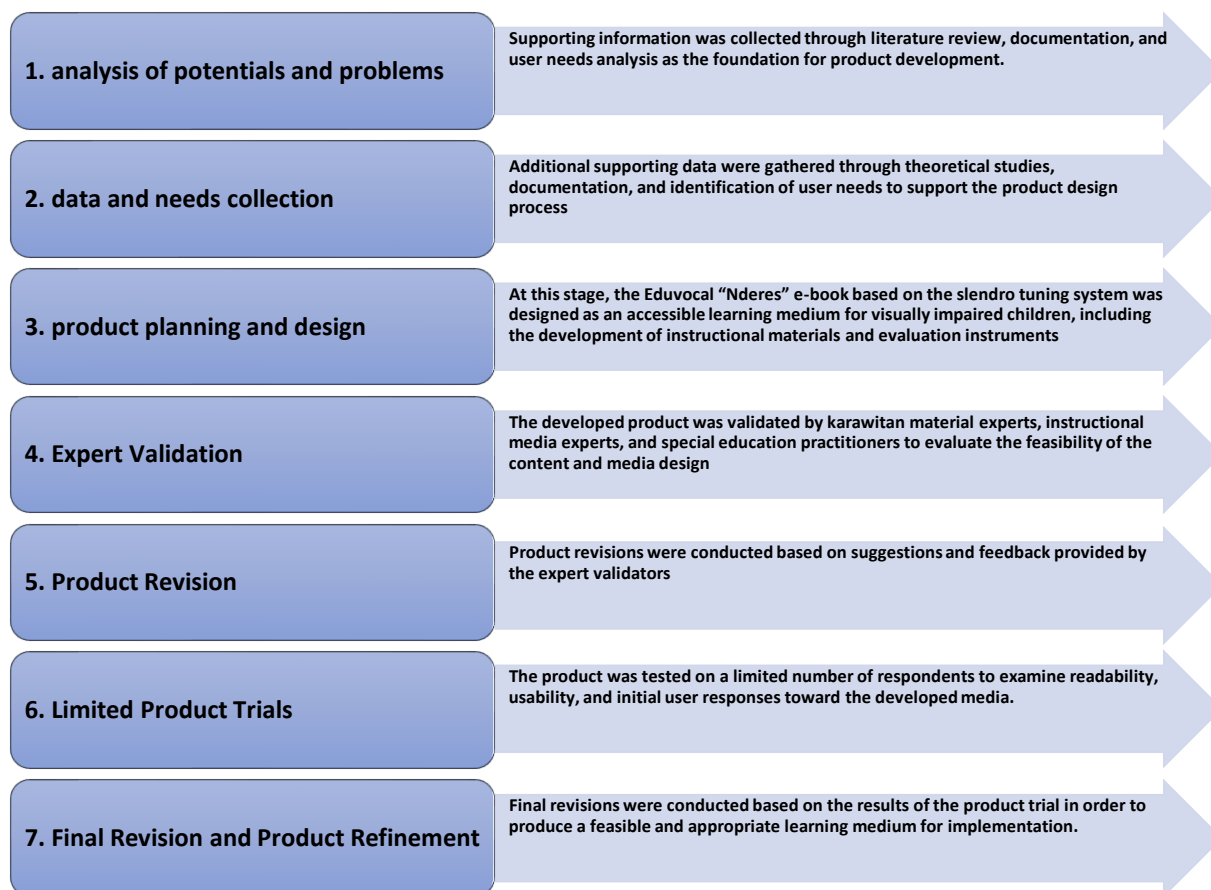 1. analysis of potentials and problems
Supporting information was collected through literature review, documentation, and
user needs analysis as the foundation for product development.
2. data and needs collection
Additional supporting data were gathered through theoretical studies,
documentation, and identification of user needs to support the product design
process
3. product planning and design
At this stage, the Eduvocal “Nderes” e-book based on the slendro tuning system was
designed as an accessible learning medium for visually impaired children, including
the development of instructional materials and evaluation instruments
4. Expert Validation
The developed product was validated by karawitan material experts, instructional
media experts, and special education practitioners to evaluate the feasibility of the
content and media design
5. Product Revision
Product revisions were conducted based on suggestions and feedback provided by
the expert validators
6. Limited Product Trials
The product was tested on a limited number of respondents to examine readability,
usability, and initial user responses toward the developed media.
7. Final Revision and Product Refinement
Final revisions were conducted based on the results of the product trial in order to
produce a feasible and appropriate learning medium for implementation.